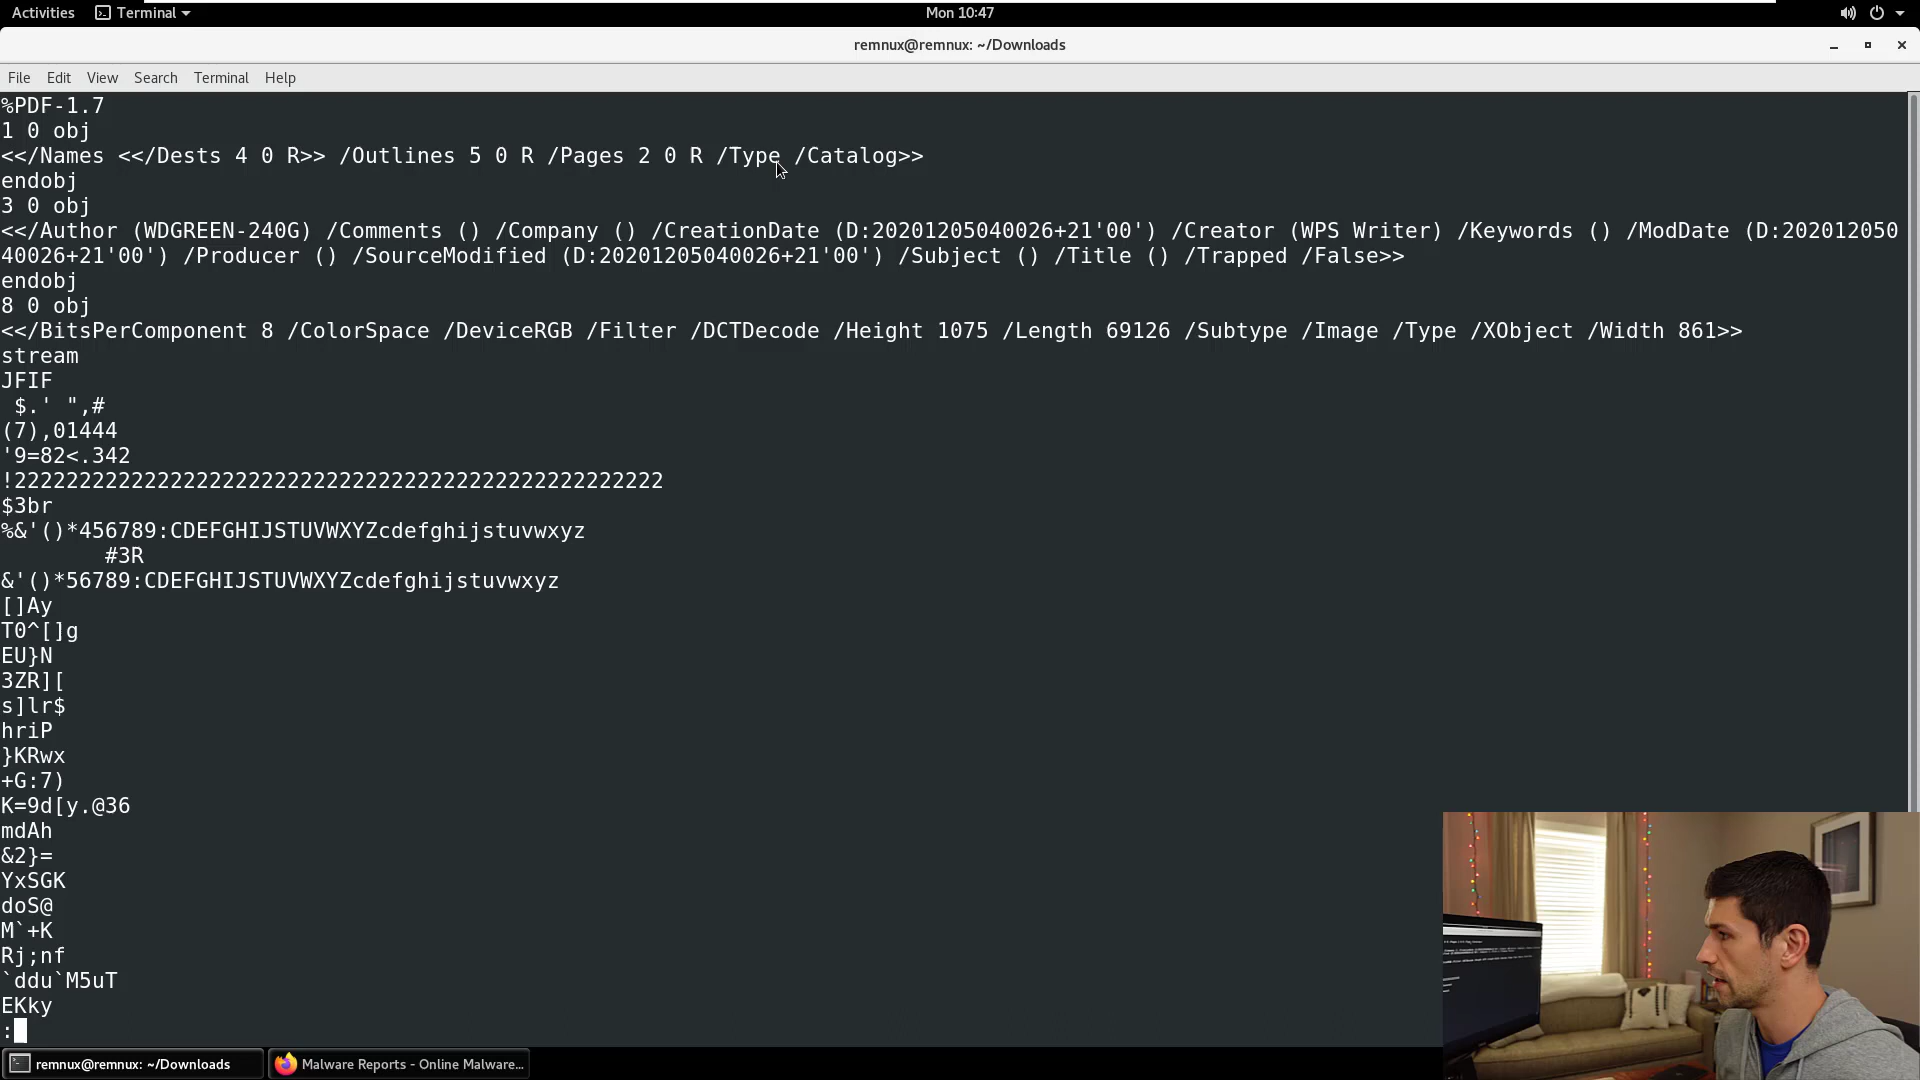 Activities Terminal Mon 10:47
remnux@remnux: ~/Downloads
File Edit View Search Terminal Help
%PDF-1.7
1 0 obj
<</Names <</Dests 4 0 R>> /Outlines 5 0 R /Pages 2 0 R /Type /Catalog>>
endobj
3 0 obj
<</Author (WDGREEN-240G) /Comments () /Company () /CreationDate (D:20201205040026+21'00') /Creator (WPS Writer) /Keywords () /ModDate (D:202012050
40026+21'00') /Producer () /SourceModified (D:20201205040026+21'00') /Subject () /Title () /Trapped /False>>
endobj
8 0 obj
<</BitsPerComponent 8 /ColorSpace /DeviceRGB /Filter /DCTDecode /Height 1075 /Length 69126 /Subtype /Image /Type /XObject /Width 861>>
stream
JFIF
 $.' ",#
(7),01444
'9=82<.342
!22222222222222222222222222222222222222222222222222
$3br
%&'()*456789:CDEFGHIJSTUVWXYZcdefghijstuvwxyz
        #3R
&'()*56789:CDEFGHIJSTUVWXYZcdefghijstuvwxyz
[]Ay
T0^[]g
EU}N
3ZR][
s]lr$
hriP
}KRwx
+G:7)
K=9d[y.@36
mdAh
&2}=
YxSGK
doS@
M`+K
Rj;nf
`ddu`M5uT
EKky
:
remnux@remnux: ~/Downloads Malware Reports - Online Malware...